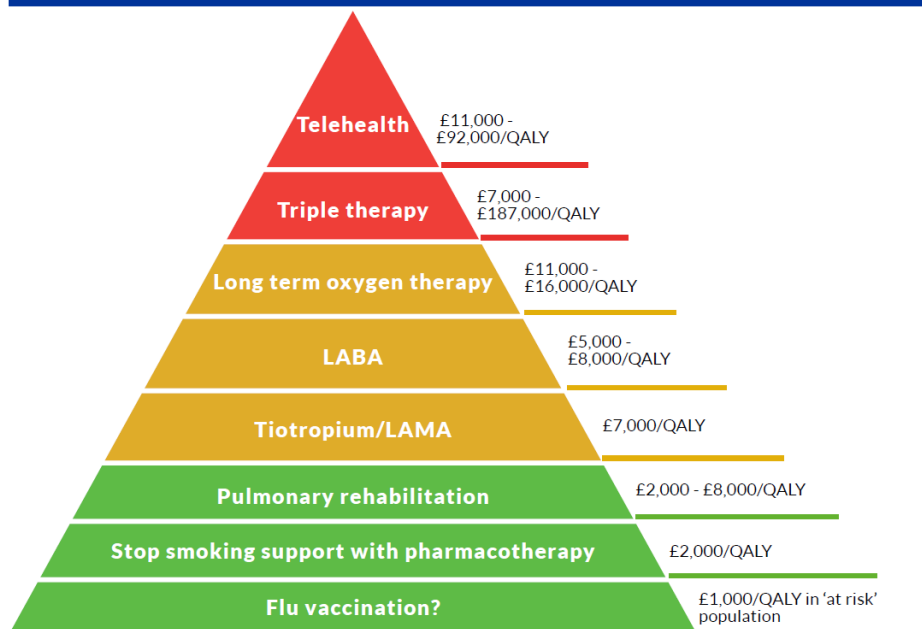 Telehealth
£11,000 -
£92,000/QALY
Triple therapy
£7,000 -
£187,000/QALY
Long term oxygen therapy
£11,000 -
£16,000/QALY
LABA
£5,000 -
£8,000/QALY
Tiotropium/LAMA
£7,000/QALY
Pulmonary rehabilitation
£2,000 - £8,000/QALY
Stop smoking support with pharmacotherapy
£2,000/QALY
Flu vaccination?
£1,000/QALY in ‘at risk’
population